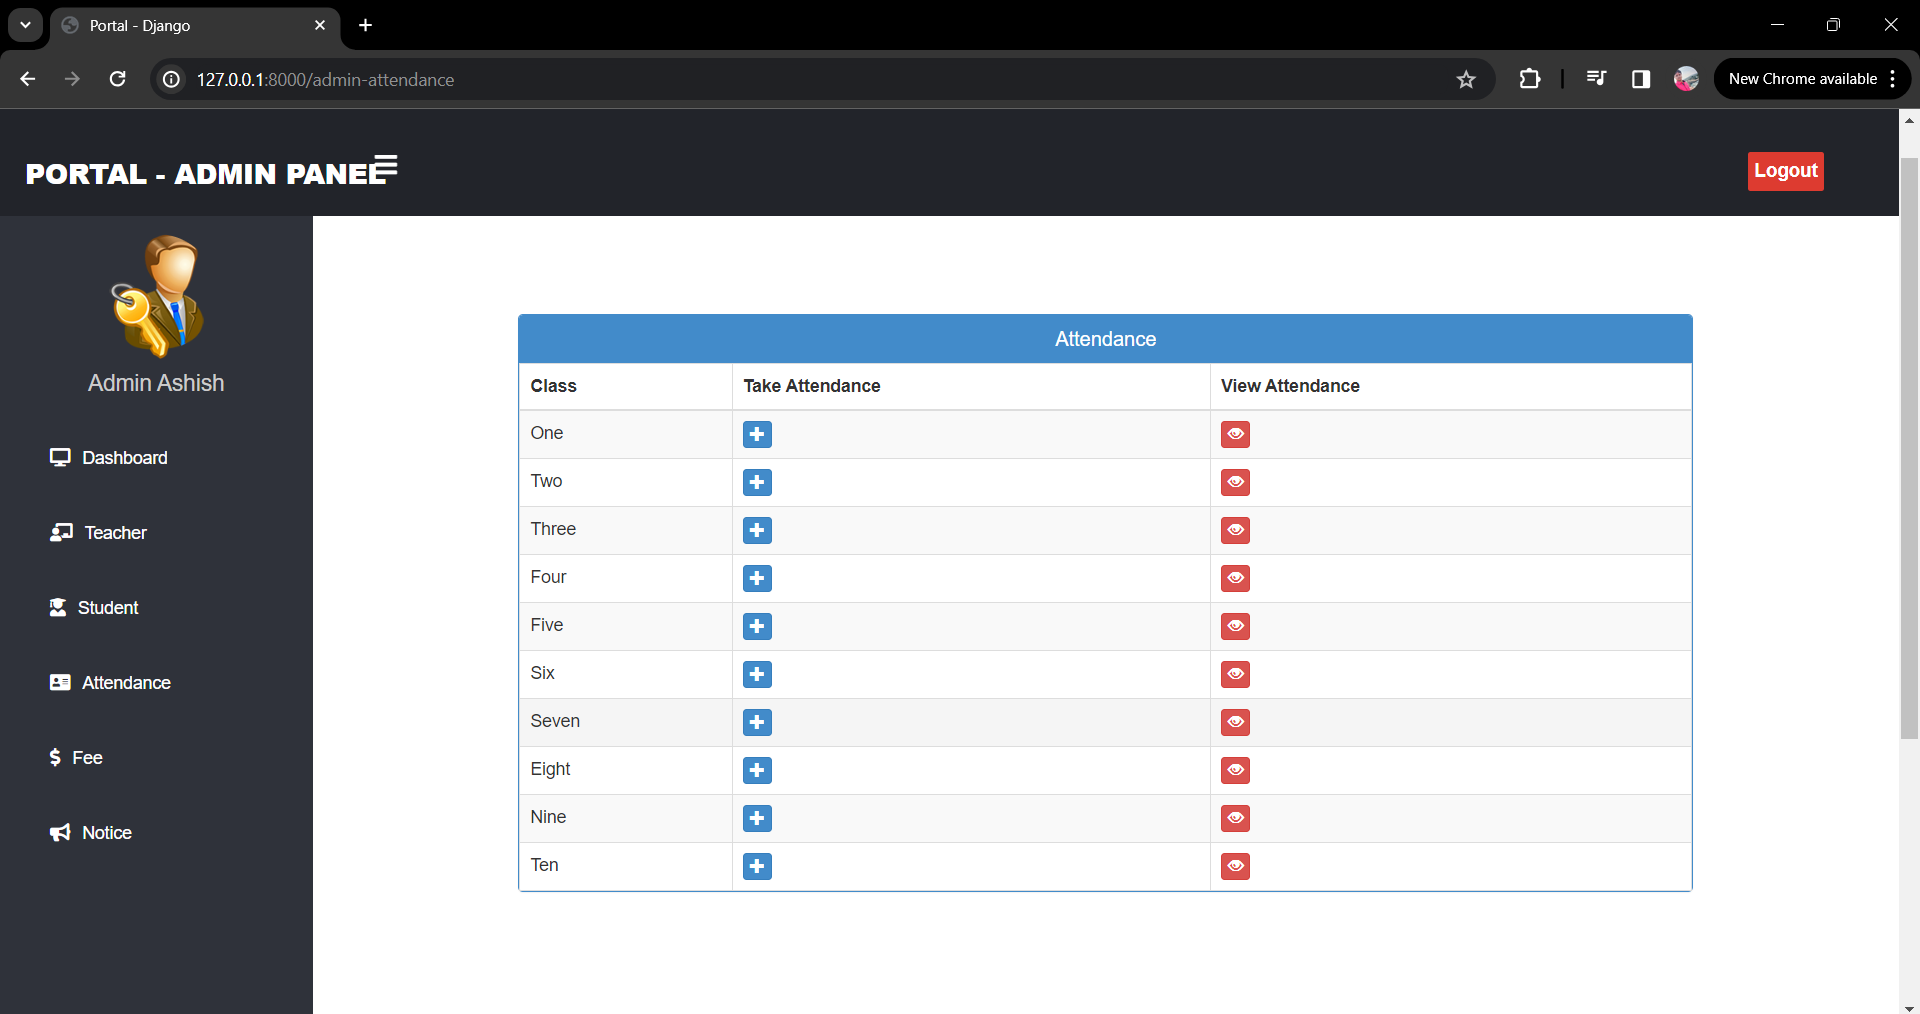 Portal - Django
127.0.0.1:8000/admin-attendance
New Chrome available
PORTAL - ADMIN PANEL
Logout
Admin Ashish
Dashboard
Teacher
Student
Attendance
Fee
Notice
Attendance
Class Take Attendance View Attendance
One
Two
Three
Four
Five
Six
Seven
Eight
Nine
Ten